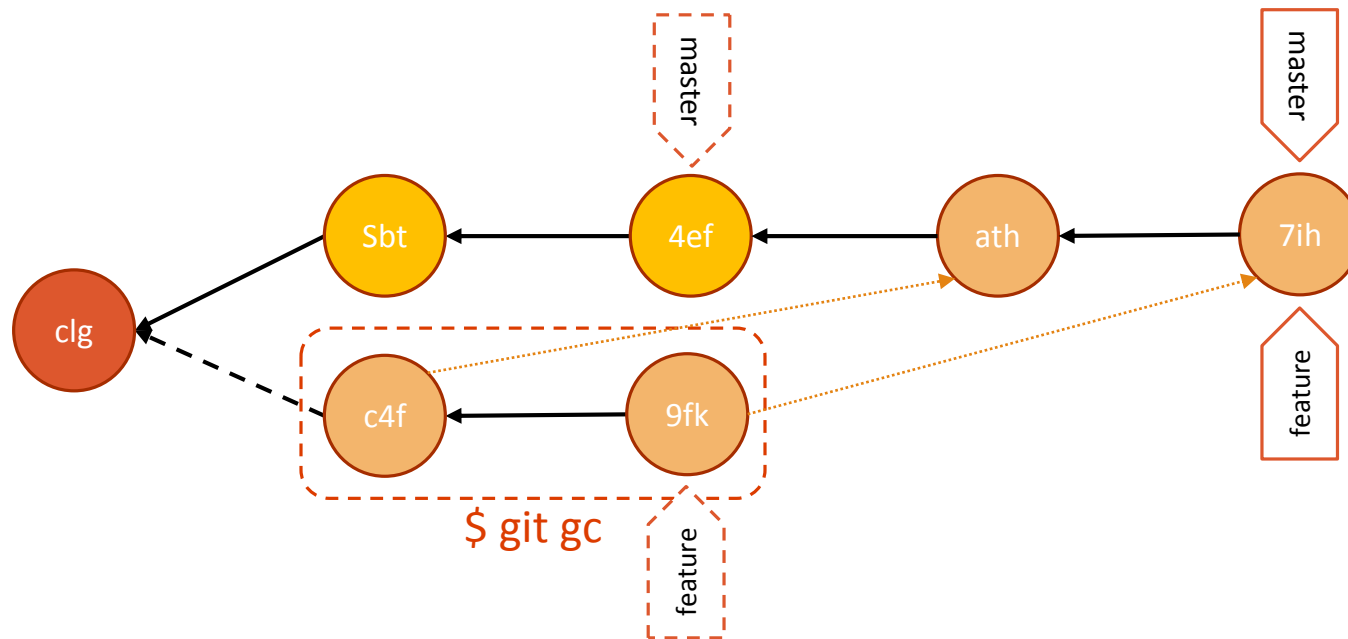 master
master
Sbt
4ef
ath
7ih
clg
c4f
9fk
feature
$ git gc
feature